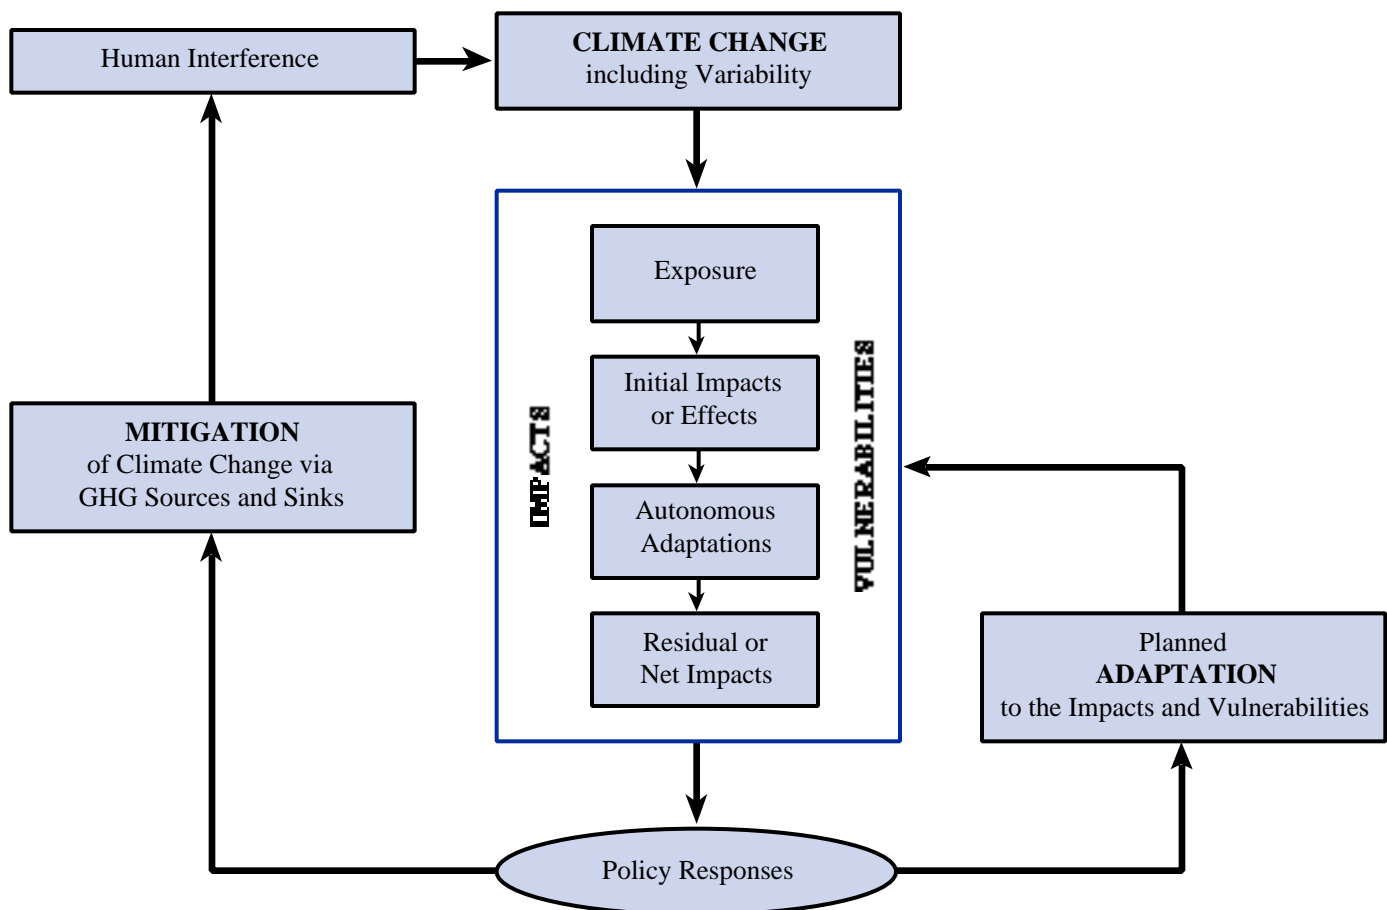 Human Interference
CLIMATE CHANGE
including Variability
Exposure
Initial Impacts
or Effects
IMPACTS
VULNERABILITIES
MITIGATION
of Climate Change via
GHG Sources and Sinks
Autonomous
Adaptations
Residual or
Net Impacts
Planned
ADAPTATION
to the Impacts and Vulnerabilities
Policy Responses